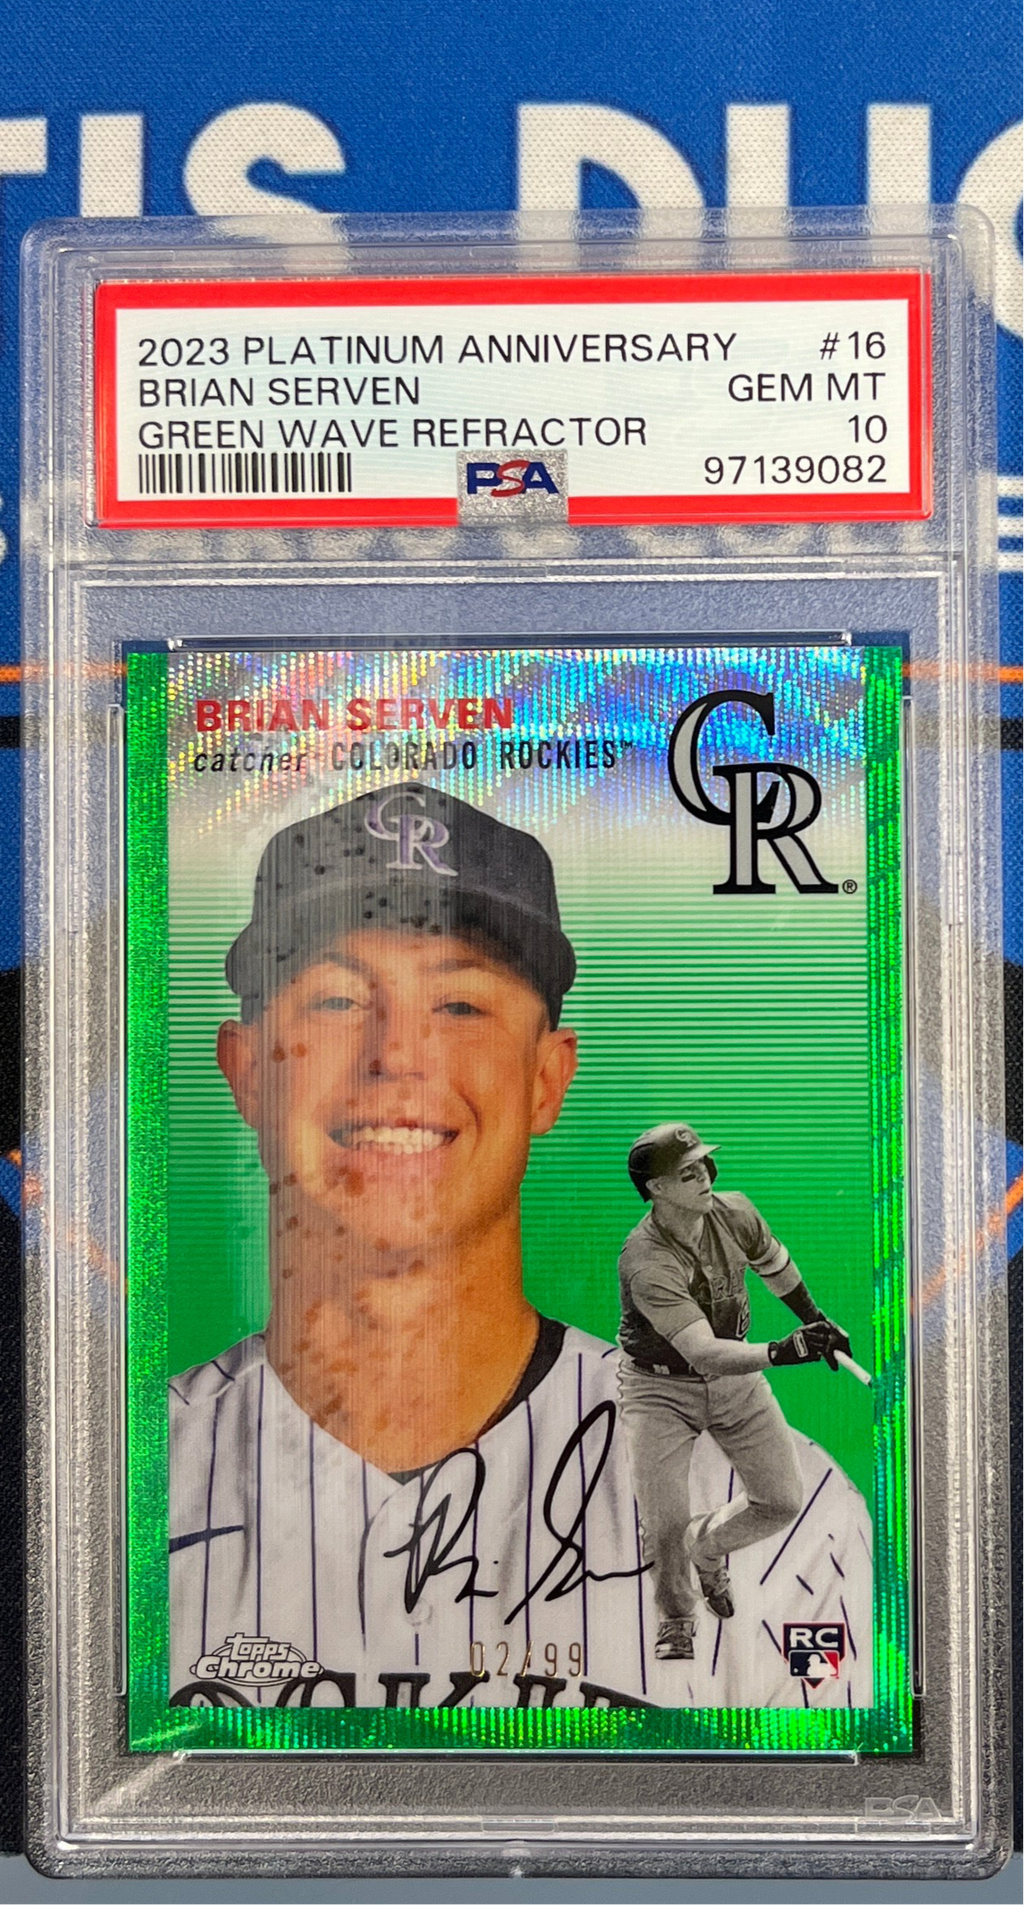 2023 PLATINUM ANNIVERSARY #16
BRIAN SERVEN GEM MT
GREEN WAVE REFRACTOR 10
PSA 97139082
BRIAN SERVEN
catcher COLORADO ROCKIES™
CR®
CR
topps
Chrome
02/99
RC
PSA